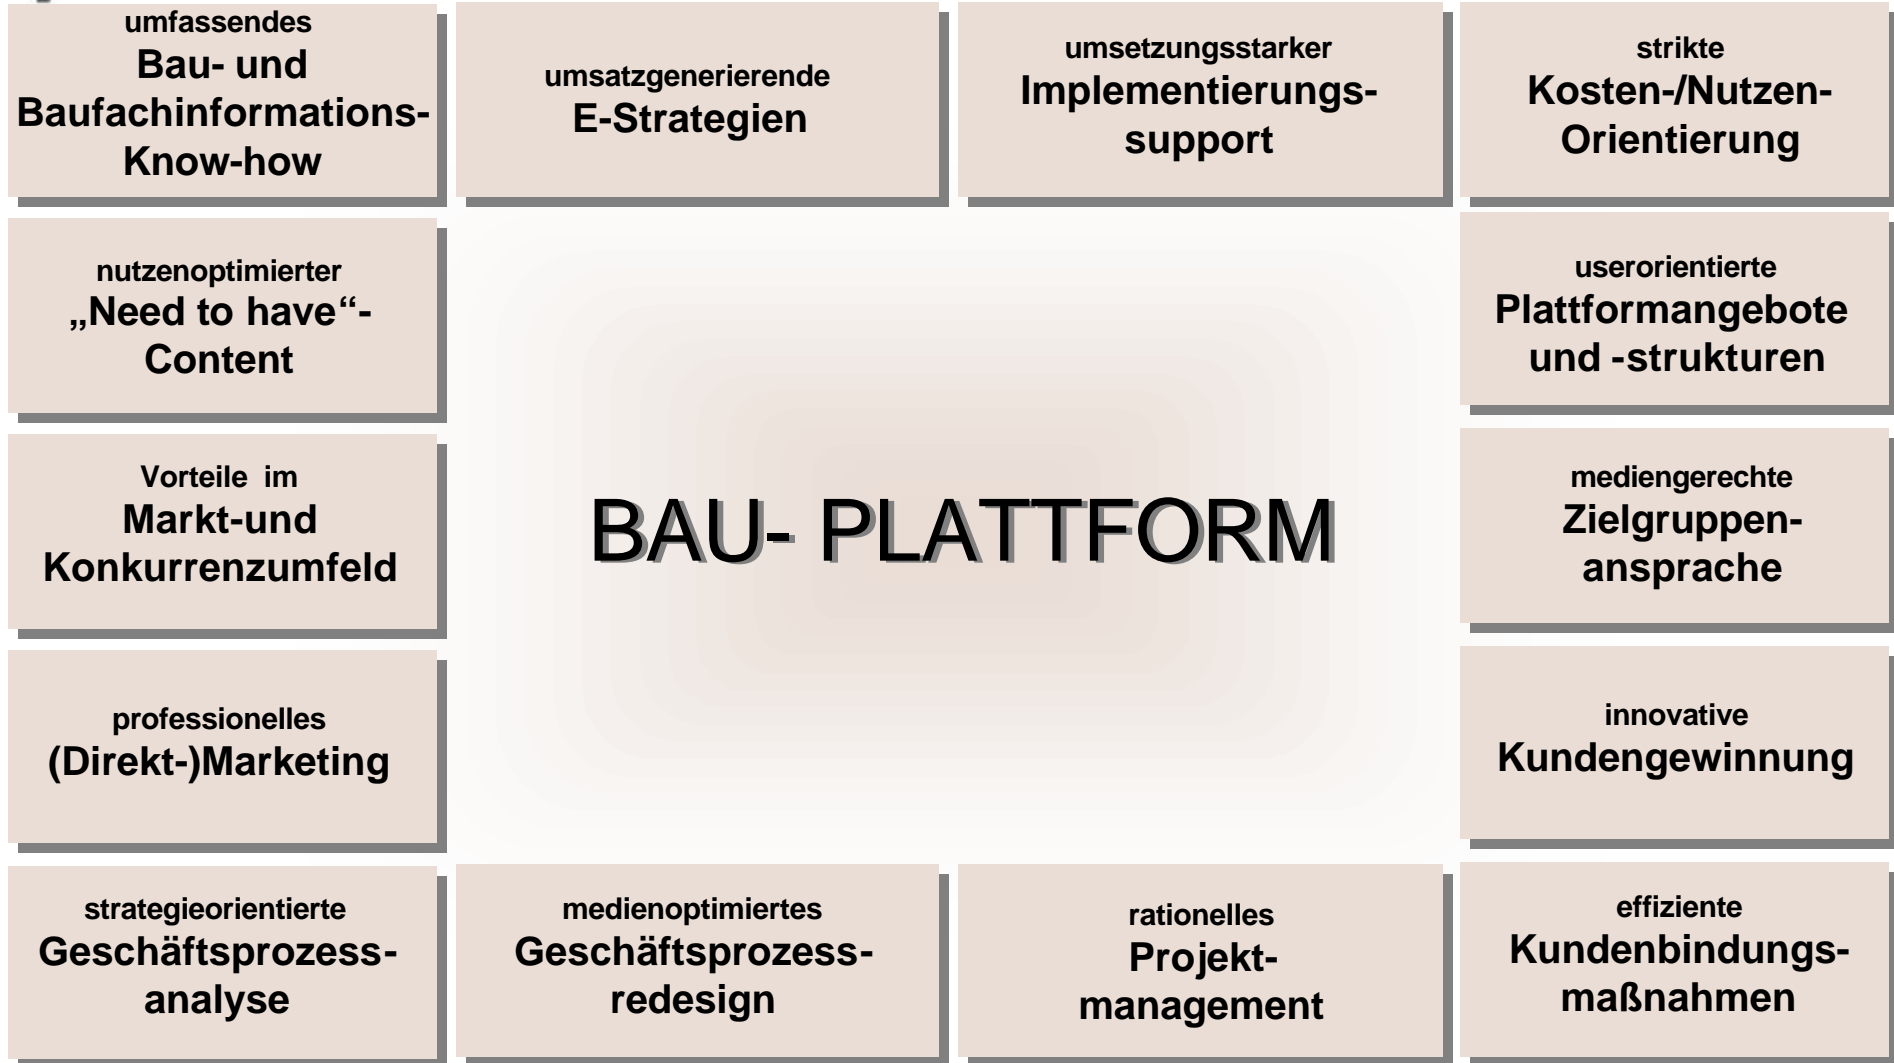 umfassendes
Bau- und
Baufachinformations-
Know-how
umsatzgenerierende
E-Strategien
umsetzungsstarker
Implementierungs-
support
strikte
Kosten-/Nutzen-
Orientierung
nutzenoptimierter
„Need to have“-
Content
userorientierte
Plattformangebote
und -strukturen
Vorteile im
Markt-und
Konkurrenzumfeld
BAU- PLATTFORM
mediengerechte
Zielgruppen-
ansprache
professionelles
(Direkt-)Marketing
innovative
Kundengewinnung
strategieorientierte
Geschäftsprozess-
analyse
medienoptimiertes
Geschäftsprozess-
redesign
rationelles
Projekt-
management
effiziente
Kundenbindungs-
maßnahmen